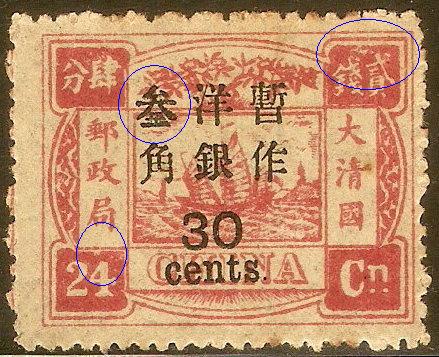 貳錢肆分
大清國
郵政局
暫作
洋銀
叁角
30
cents.
CHINA
24 Cn.